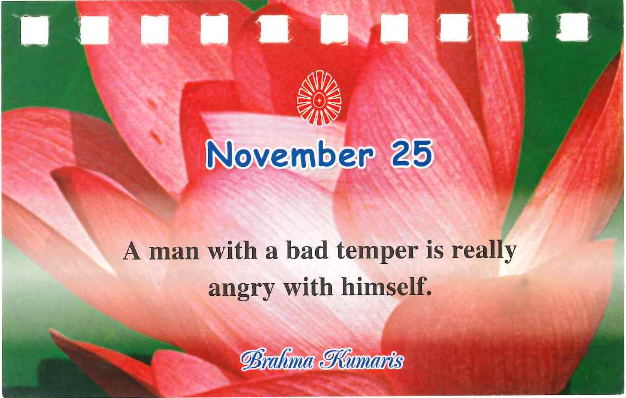 November 25
A man with a bad temper is really
angry with himself.
Brahma Kumaris